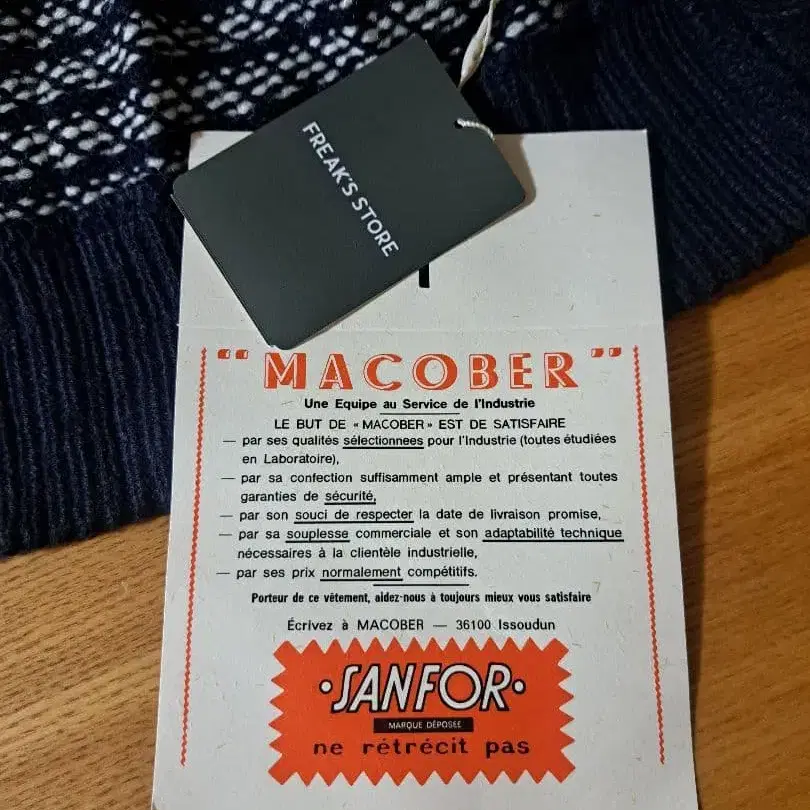 FREAK'S STORE
"MACOBER"
Une Equipe au Service de l'Industrie
LE BUT DE « MACOBER » EST DE SATISFAIRE
— par ses qualités sélectionnees pour l'Industrie (toutes étudiées
en Laboratoire),
— par sa confection suffisamment ample et présentant toutes
garanties de sécurité,
— par son souci de respecter la date de livraison promise,
— par sa souplesse commerciale et son adaptabilité technique
nécessaires à la clientèle industrielle,
— par ses prix normalement compétitifs.
Porteur de ce vêtement, aidez-nous à toujours mieux vous satisfaire
Écrivez à MACOBER — 36100 Issoudun
·SANFOR·
MARQUE DÉPOSÉE
ne rétrécit pas